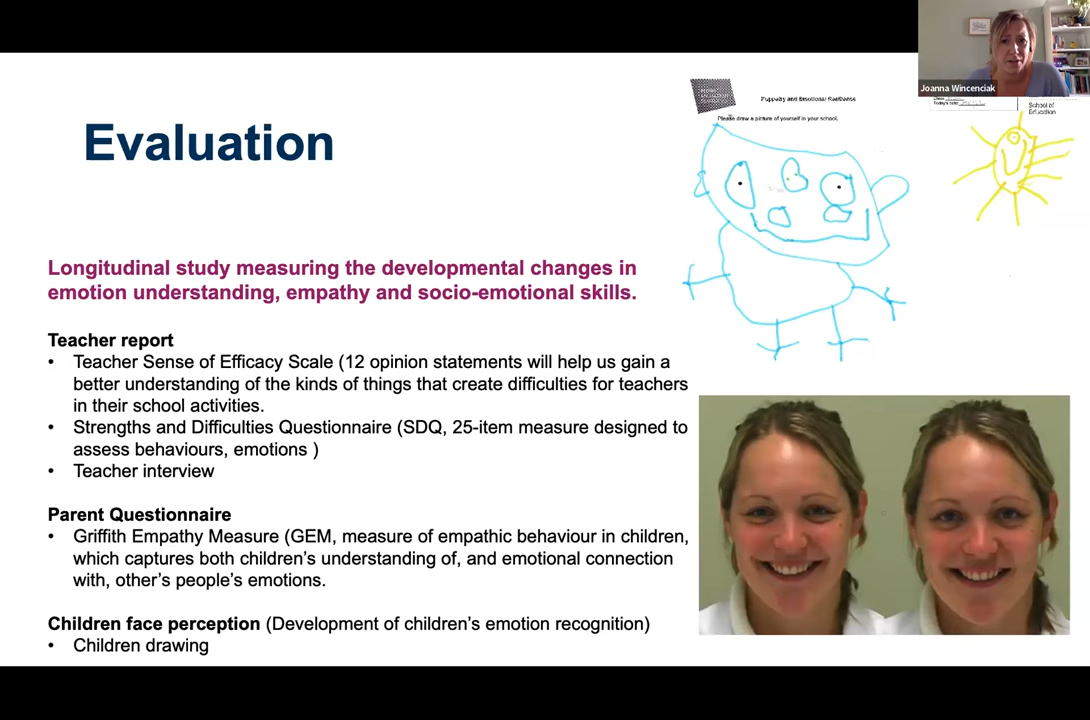 Joanna Wincenciak
Puppetry and Emotional Resilience
School of
Education
Please draw a picture of yourself in your school.
Evaluation
Longitudinal study measuring the developmental changes in
emotion understanding, empathy and socio-emotional skills.
Teacher report
• Teacher Sense of Efficacy Scale (12 opinion statements will help us gain a
better understanding of the kinds of things that create difficulties for teachers
in their school activities.
• Strengths and Difficulties Questionnaire (SDQ, 25-item measure designed to
assess behaviours, emotions )
• Teacher interview
Parent Questionnaire
• Griffith Empathy Measure (GEM, measure of empathic behaviour in children,
which captures both children's understanding of, and emotional connection
with, other's people's emotions.
Children face perception (Development of children's emotion recognition)
• Children drawing